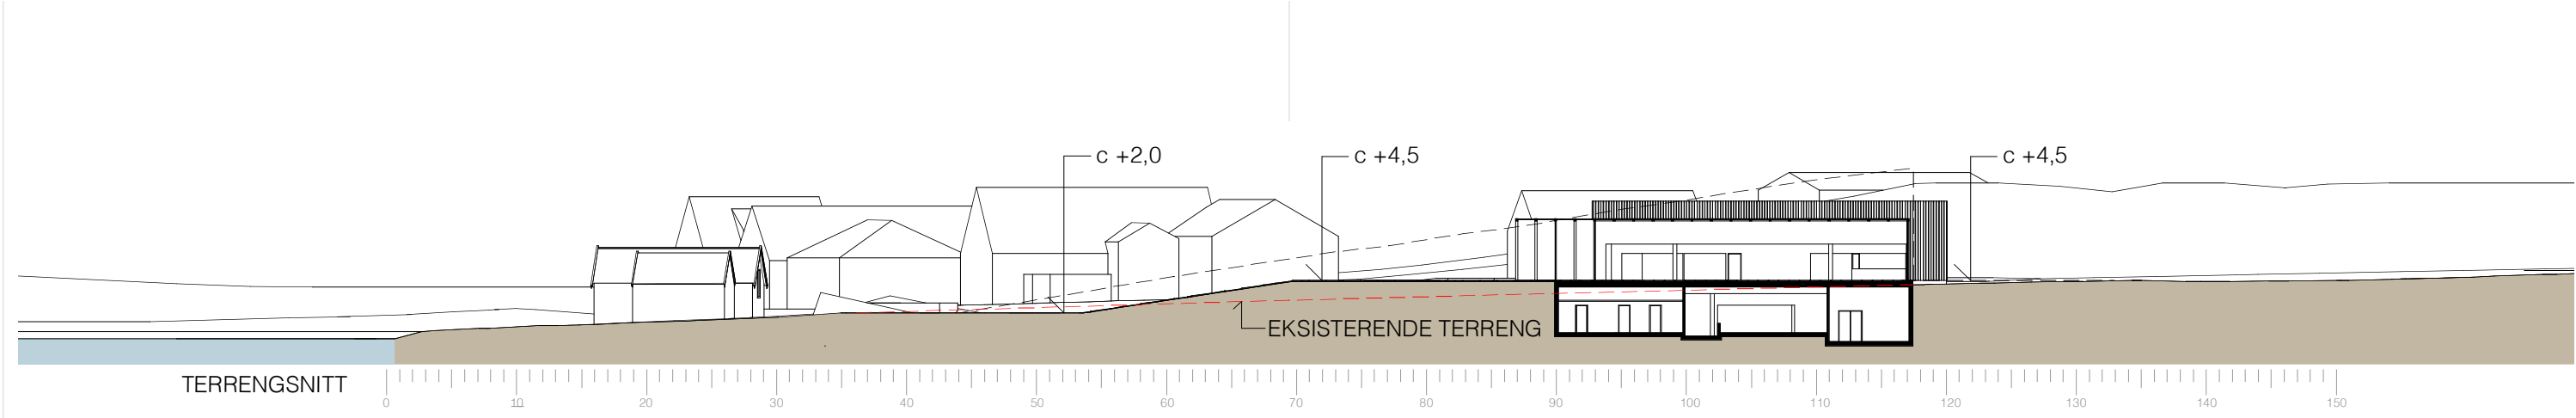 c +2,0
c +4,5
c +4,5
EKSISTERENDE TERRENG
TERRENGSNITT
0 10 20 30 40 50 60 70 80 90 100 110 120 130 140 150